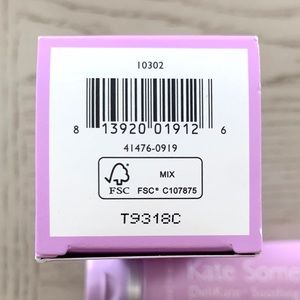 10302
8 13920 01912 6
41476-0919
FSC
MIX
FSC® C107875
T9318C
Kate Some